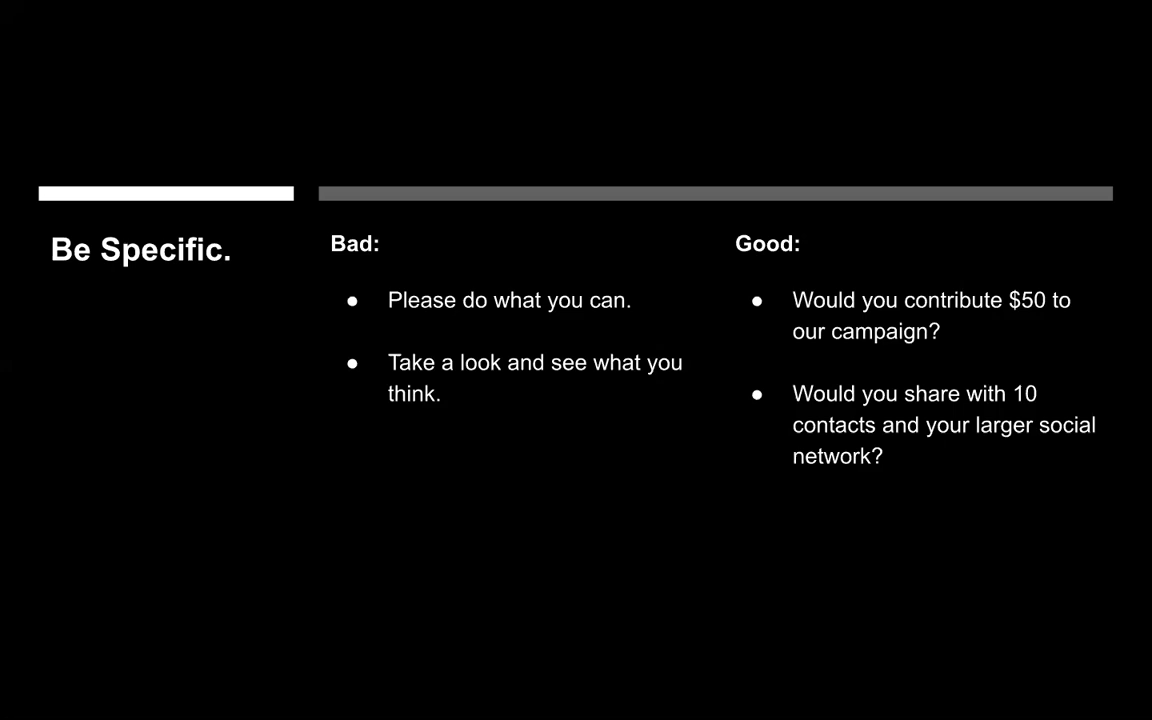 Be Specific.
Bad:
● Please do what you can.
● Take a look and see what you
think.
Good:
● Would you contribute $50 to
our campaign?
● Would you share with 10
contacts and your larger social
network?